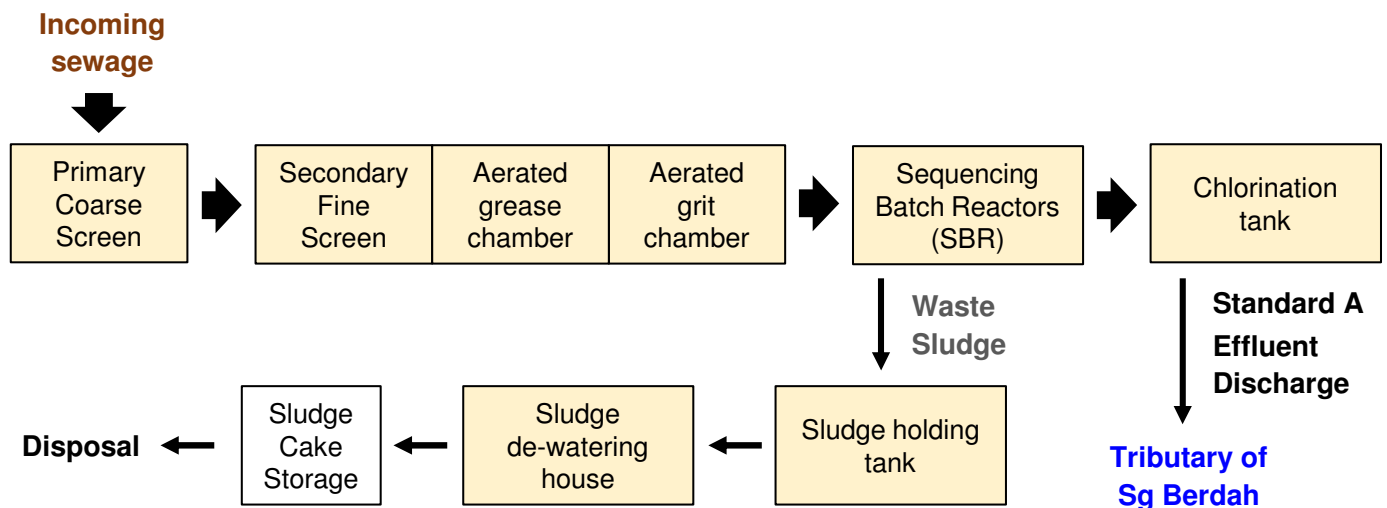 Incoming
sewage
Primary
Coarse
Screen
Secondary
Fine
Screen
Aerated
grease
chamber
Aerated
grit
chamber
Sequencing
Batch Reactors
(SBR)
Chlorination
tank
Waste
Sludge
Standard A
Effluent
Discharge
Disposal
Sludge
Cake
Storage
Sludge
de-watering
house
Sludge holding
tank
Tributary of
Sg Berdah